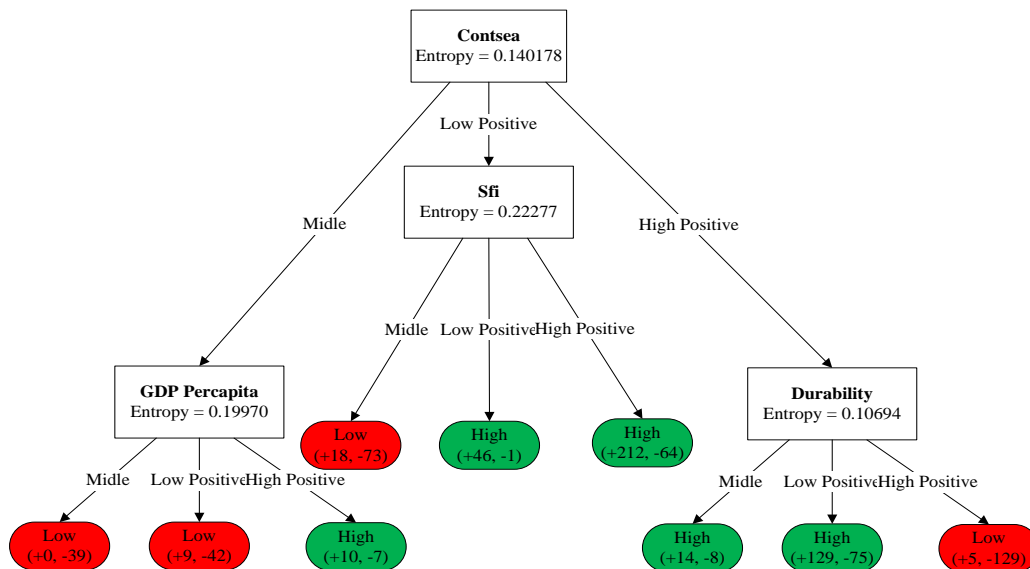 Contsea
Entropy = 0.140178
Low Positive
Sfi
Entropy = 0.22277
Midle
High Positive
Midle
Low Positive
High Positive
GDP Percapita
Entropy = 0.19970
Durability
Entropy = 0.10694
Low
(+18, -73)
High
(+46, -1)
High
(+212, -64)
Midle
Low Positive
High Positive
Midle
Low Positive
High Positive
Low
(+0, -39)
Low
(+9, -42)
High
(+10, -7)
High
(+14, -8)
High
(+129, -75)
Low
(+5, -129)